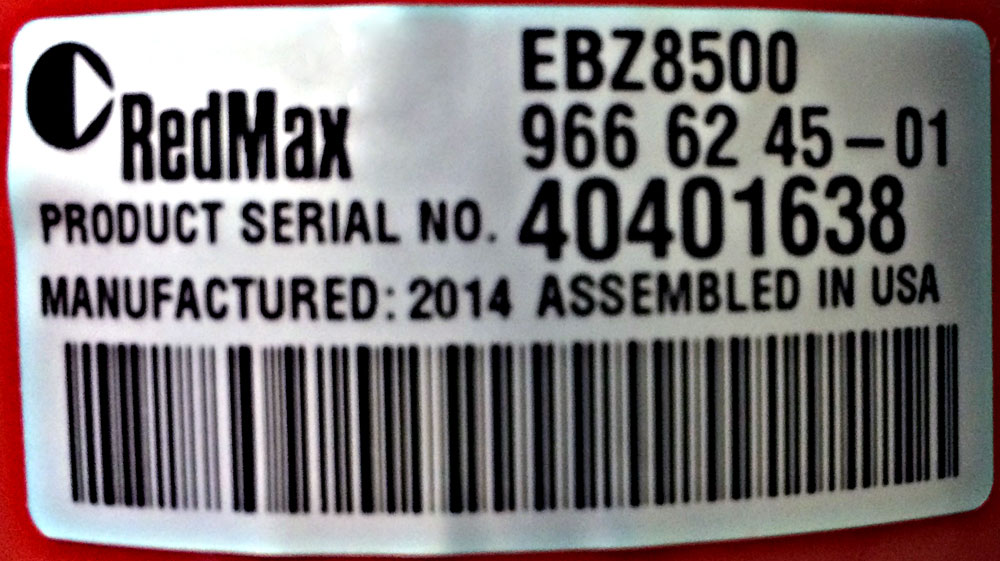 RedMax
EBZ8500
966 62 45-01
PRODUCT SERIAL NO. 40401638
MANUFACTURED: 2014 ASSEMBLED IN USA